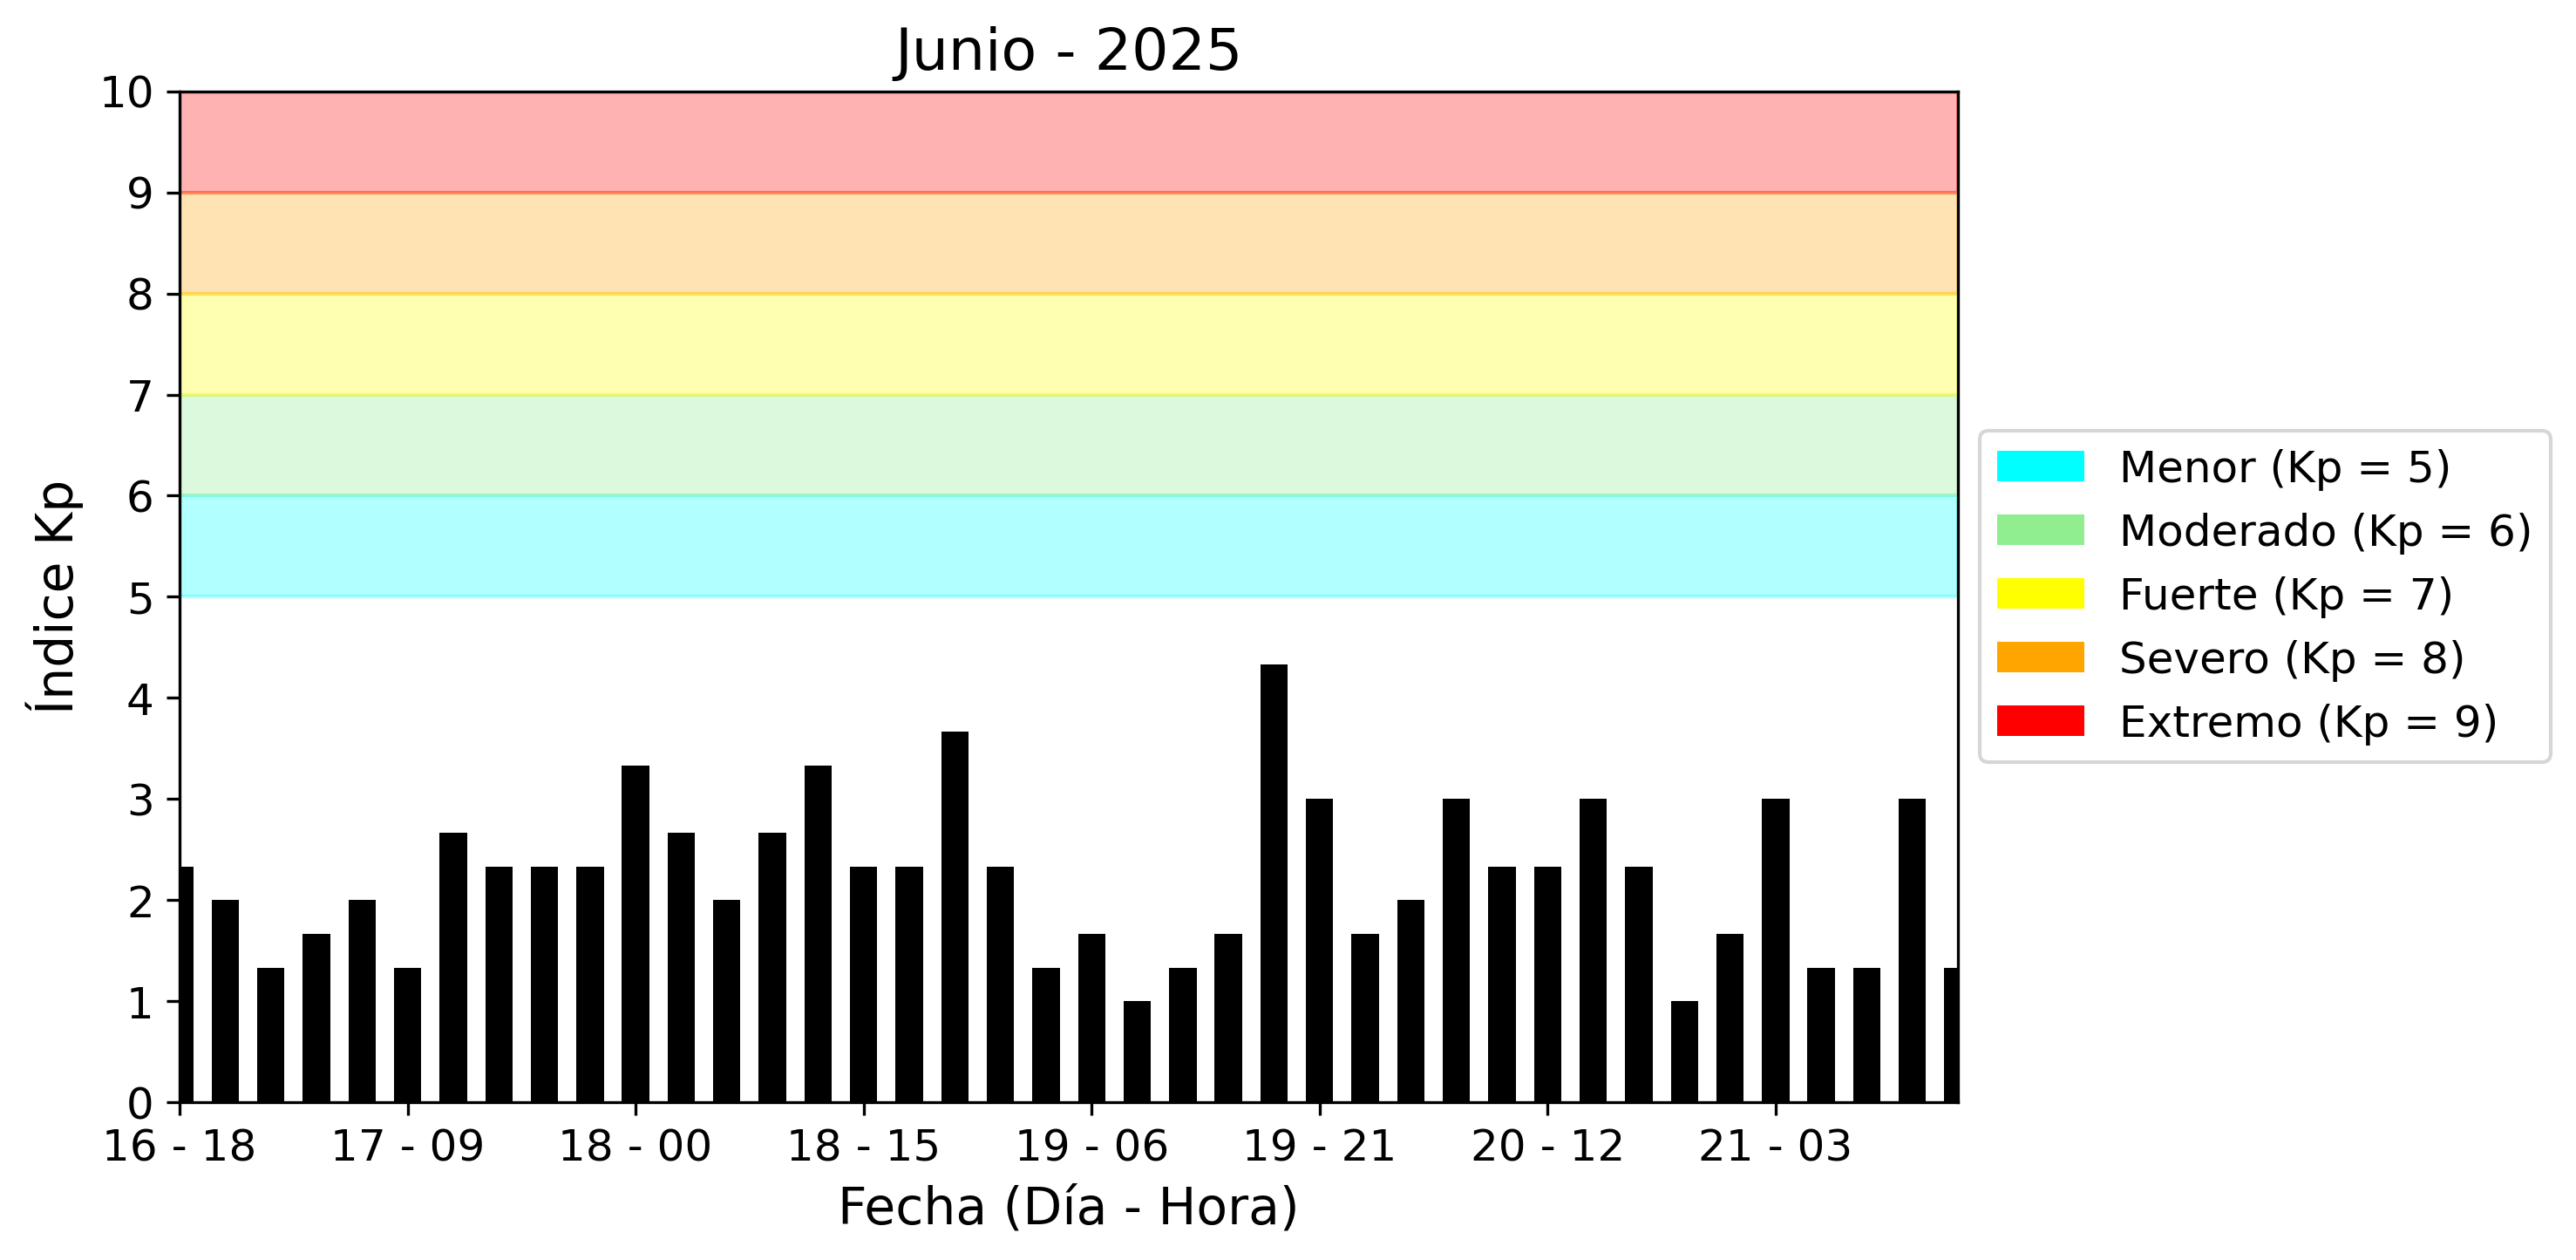 Junio - 2025
10
9
8
7
6
5
4
3
2
1
0
Índice Kp
16 - 18 17 - 09 18 - 00 18 - 15 19 - 06 19 - 21 20 - 12 21 - 03
Fecha (Día - Hora)
Menor (Kp = 5)
Moderado (Kp = 6)
Fuerte (Kp = 7)
Severo (Kp = 8)
Extremo (Kp = 9)